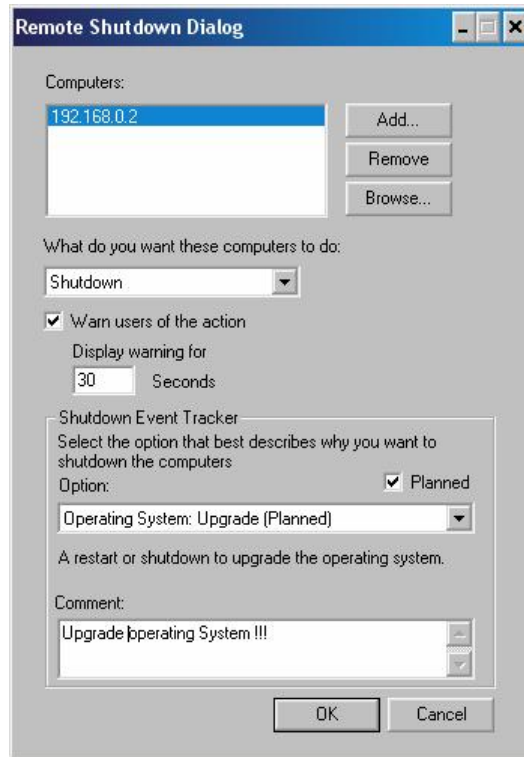 Remote Shutdown Dialog
Computers:
192.168.0.2
Add...
Remove
Browse...
What do you want these computers to do:
Shutdown
Warn users of the action
Display warning for
30 Seconds
Shutdown Event Tracker
Select the option that best describes why you want to
shutdown the computers
Option:
Planned
Operating System: Upgrade (Planned)
A restart or shutdown to upgrade the operating system.
Comment:
Upgrade operating System !!!
OK
Cancel